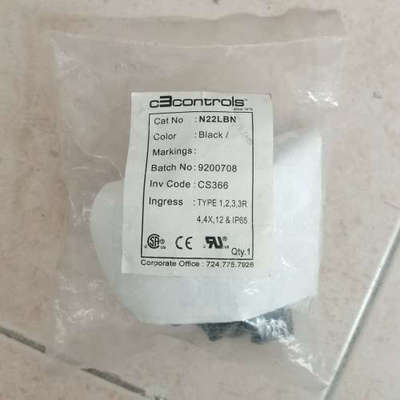 c3controls
Cat No : N22LBN
Color : Black /
Markings :
Batch No : 9200708
Inv Code : CS366
Ingress : TYPE 1,2,3,3R
4,4X,12 & IP65
Qty.1
Corporate Office : 724.775.7926